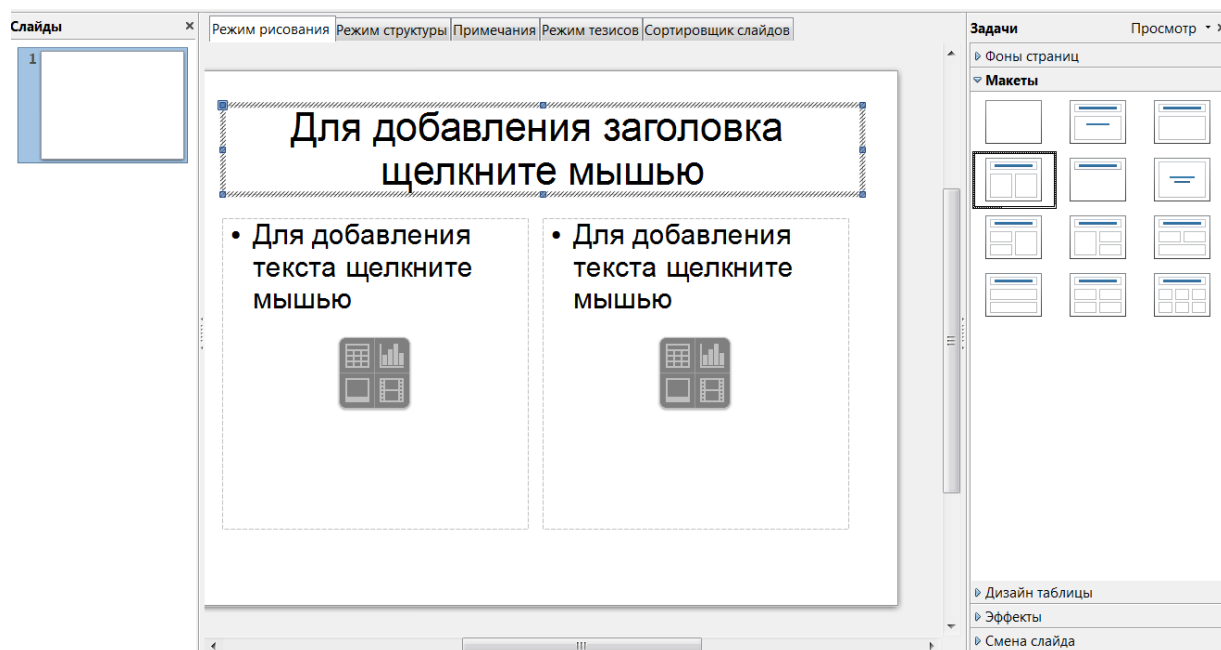 Слайды
1
Режим рисования Режим структуры Примечания Режим тезисов Сортировщик слайдов
Для добавления заголовка
щелкните мышью
• Для добавления
текста щелкните
мышью
• Для добавления
текста щелкните
мышью
Задачи
Просмотр
Фоны страниц
Макеты
Дизайн таблицы
Эффекты
Смена слайда